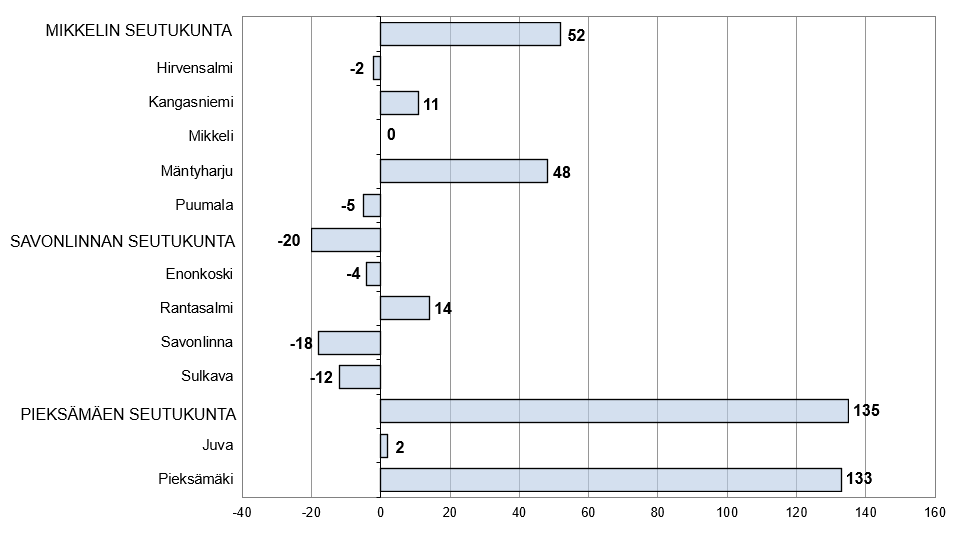 MIKKELIN SEUTUKUNTA 52
Hirvensalmi -2
Kangasniemi 11
Mikkeli 0
Mäntyharju 48
Puumala -5
SAVONLINNAN SEUTUKUNTA -20
Enonkoski -4
Rantasalmi 14
Savonlinna -18
Sulkava -12
PIEKSÄMÄEN SEUTUKUNTA 135
Juva 2
Pieksämäki 133
-40 -20 0 20 40 60 80 100 120 140 160